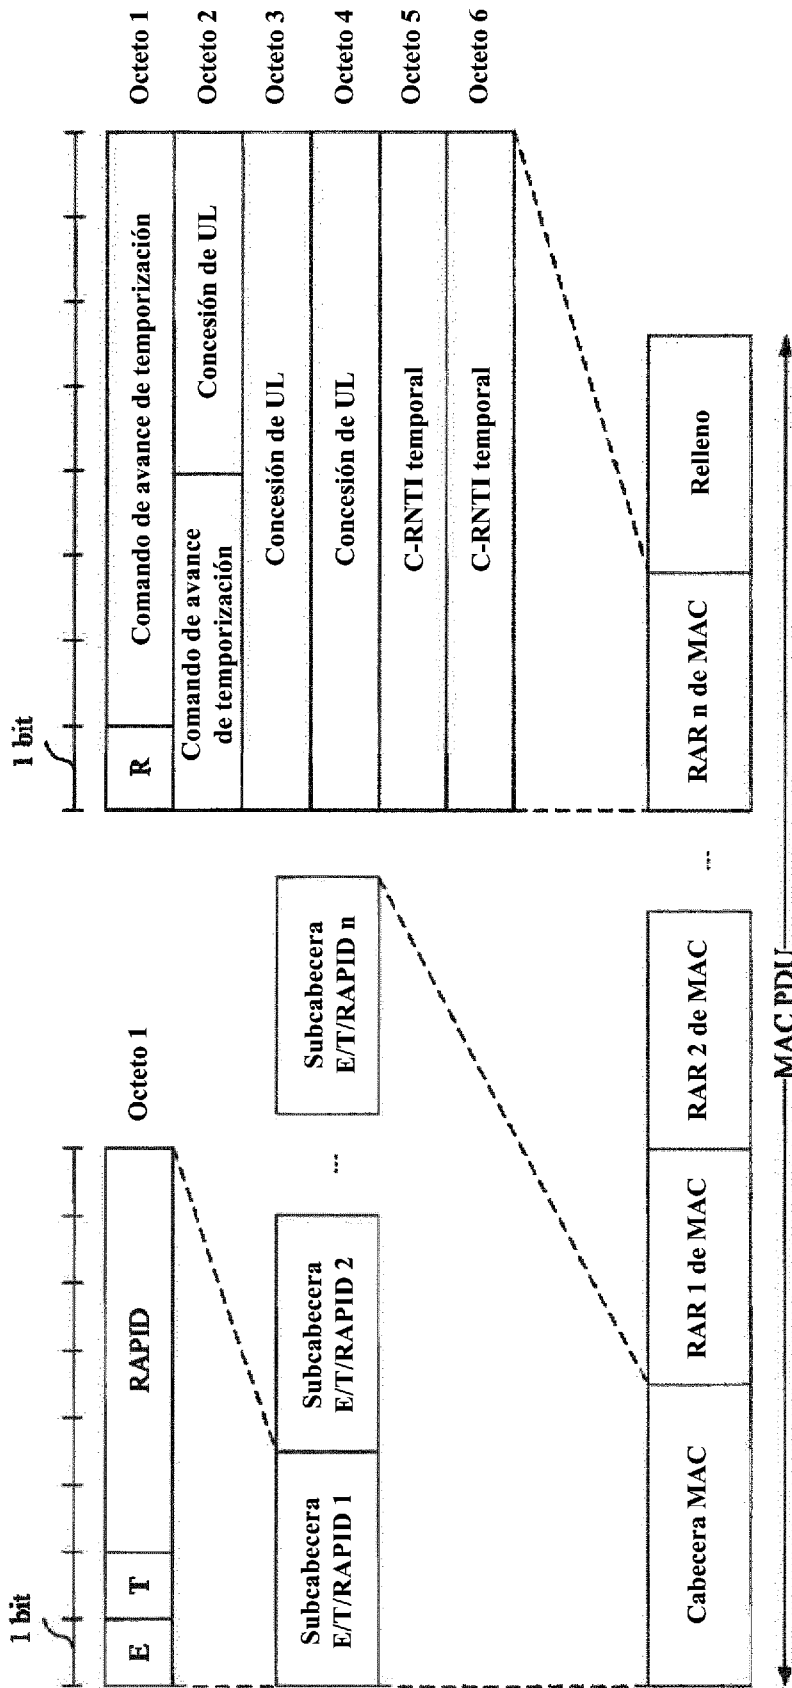 1 bit
E
T
RAPID
Octeto 1
Subcabecera
E/T/RAPID 1
Subcabecera
E/T/RAPID 2
...
Subcabecera
E/T/RAPID n
1 bit
R
Comando de avance de temporización
Octeto 1
Comando de avance
de temporización
Concesión de UL
Octeto 2
Concesión de UL
Octeto 3
Concesión de UL
Octeto 4
C-RNTI temporal
Octeto 5
C-RNTI temporal
Octeto 6
Cabecera MAC
RAR 1 de MAC
RAR 2 de MAC
...
RAR n de MAC
Relleno
MAC PDU